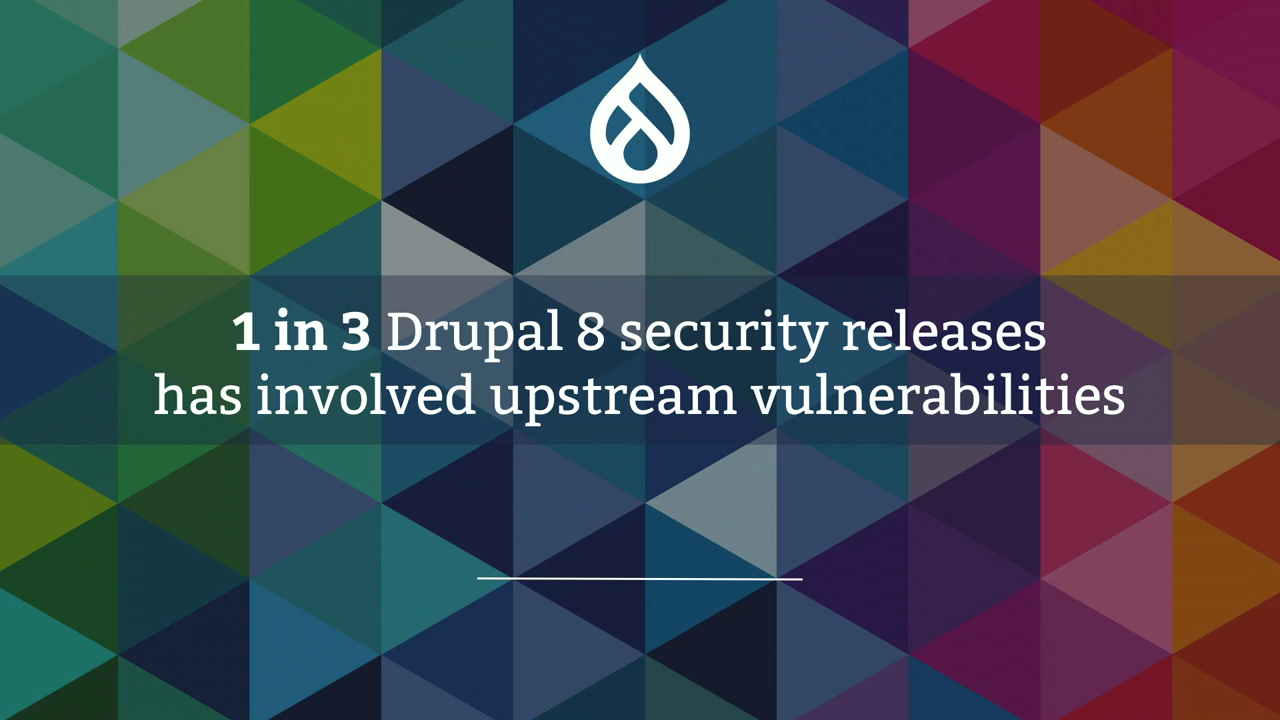 1 in 3 Drupal 8 security releases
has involved upstream vulnerabilities